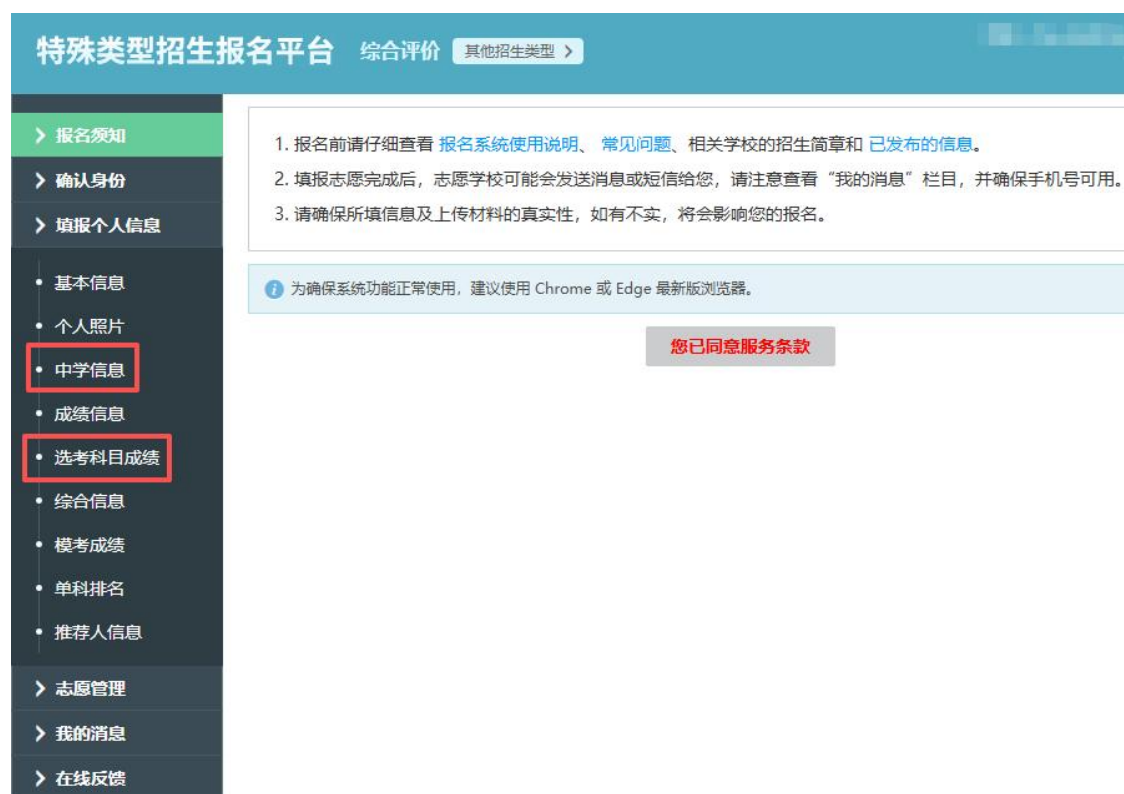 特殊类型招生报名平台 综合评价 其他招生类型 >
报名须知
确认身份
填报个人信息
基本信息
个人照片
中学信息
成绩信息
选考科目成绩
综合信息
模考成绩
单科排名
推荐人信息
志愿管理
我的消息
在线反馈
1. 报名前请仔细查看 报名系统使用说明、 常见问题、相关学校的招生简章和 已发布的信息。
2. 填报志愿完成后，志愿学校可能会发送消息或短信给您，请注意查看“我的消息”栏目，并确保手机号可用。
3. 请确保所填信息及上传材料的真实性，如有不实，将会影响您的报名。
为确保系统功能正常使用，建议使用 Chrome 或 Edge 最新版浏览器。
您已同意服务条款